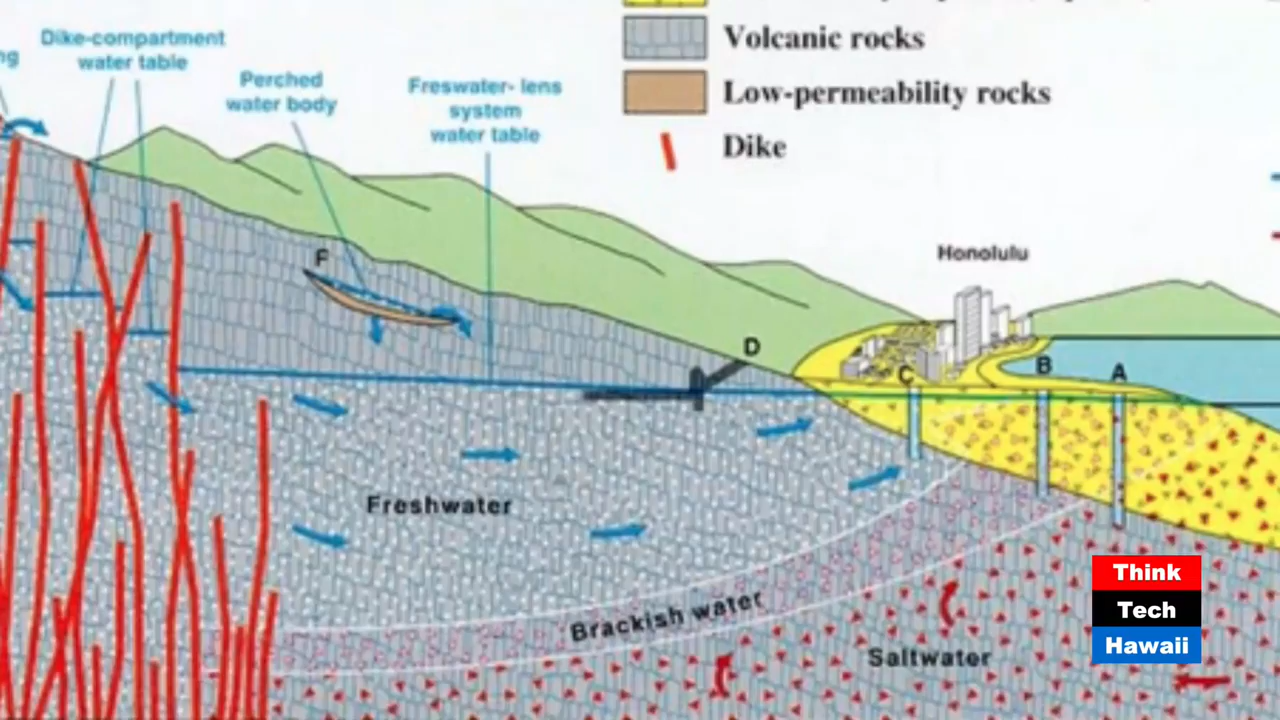 Volcanic rocks
Low-permeability rocks
Dike
ng
Dike-compartment
water table
Perched
water body
Freswater- lens
system
water table
Honolulu
F
D
C
B
A
Freshwater
Brackish water
Saltwater
Think
Tech
Hawaii